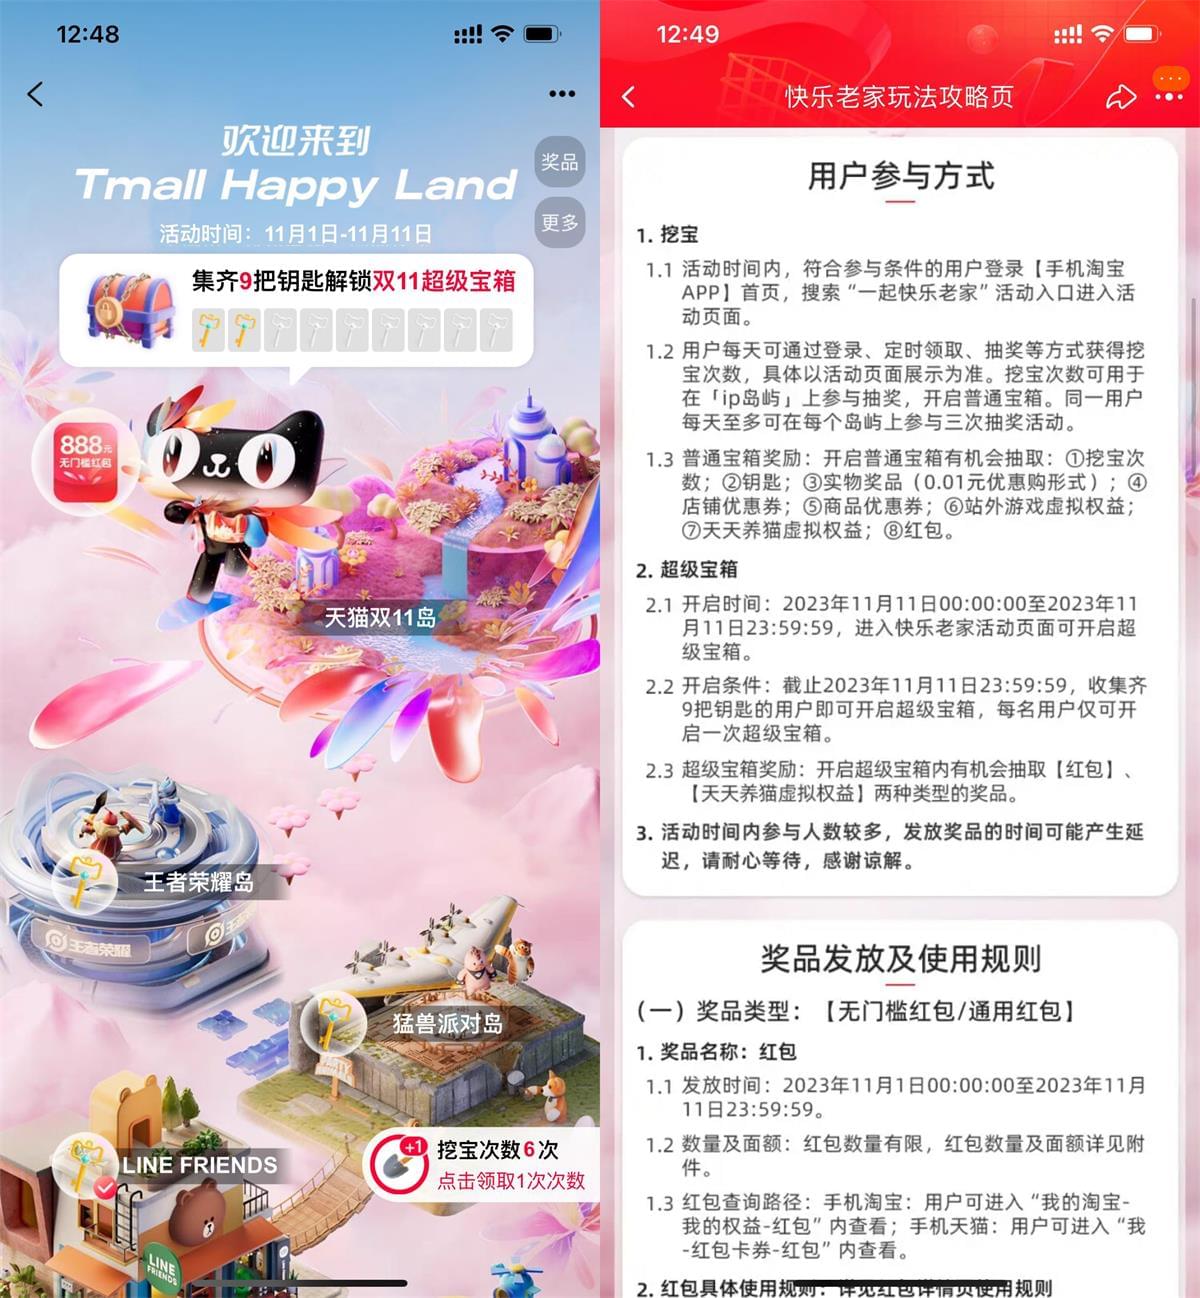 12:48
欢迎来到
Tmall Happy Land
活动时间：11月1日-11月11日
奖品
更多
集齐9把钥匙解锁双11超级宝箱
888元
无门槛红包
天猫双11岛
王者荣耀岛
王者荣耀
猛兽派对岛
LINE FRIENDS
+1
挖宝次数6次
点击领取1次次数
LINE
FRIENDS
12:49
快乐老家玩法攻略页
用户参与方式
1. 挖宝
1.1 活动时间内，符合参与条件的用户登录【手机淘宝
APP】首页，搜索“一起快乐老家”活动入口进入活
动页面。
1.2 用户每天可通过登录、定时领取、抽奖等方式获得挖
宝次数，具体以活动页面展示为准。挖宝次数可用于
在「ip岛屿」上参与抽奖，开启普通宝箱。同一用户
每天至多可在每个岛屿上参与三次抽奖活动。
1.3 普通宝箱奖励：开启普通宝箱有机会抽取：①挖宝次
数；②钥匙；③实物奖品（0.01元优惠购形式）；④
店铺优惠券；⑤商品优惠券；⑥站外游戏虚拟权益；
⑦天天养猫虚拟权益；⑧红包。
2. 超级宝箱
2.1 开启时间：2023年11月11日00:00:00至2023年11
月11日23:59:59，进入快乐老家活动页面可开启超
级宝箱。
2.2 开启条件：截止2023年11月11日23:59:59，收集齐
9把钥匙的用户即可开启超级宝箱，每名用户仅可开
启一次超级宝箱。
2.3 超级宝箱奖励：开启超级宝箱内有机会抽取【红包】、
【天天养猫虚拟权益】两种类型的奖品。
3. 活动时间内参与人数较多，发放奖品的时间可能产生延
迟，请耐心等待，感谢谅解。
奖品发放及使用规则
（一）奖品类型：【无门槛红包/通用红包】
1. 奖品名称：红包
1.1 发放时间：2023年11月1日00:00:00至2023年11月
11日23:59:59。
1.2 数量及面额：红包数量有限，红包数量及面额详见附
件。
1.3 红包查询路径：手机淘宝：用户可进入“我的淘宝-
我的权益-红包”内查看；手机天猫：用户可进入“我
-红包卡券-红包”内查看。
2. 红包具体使用规则：详见红包详情页使用规则